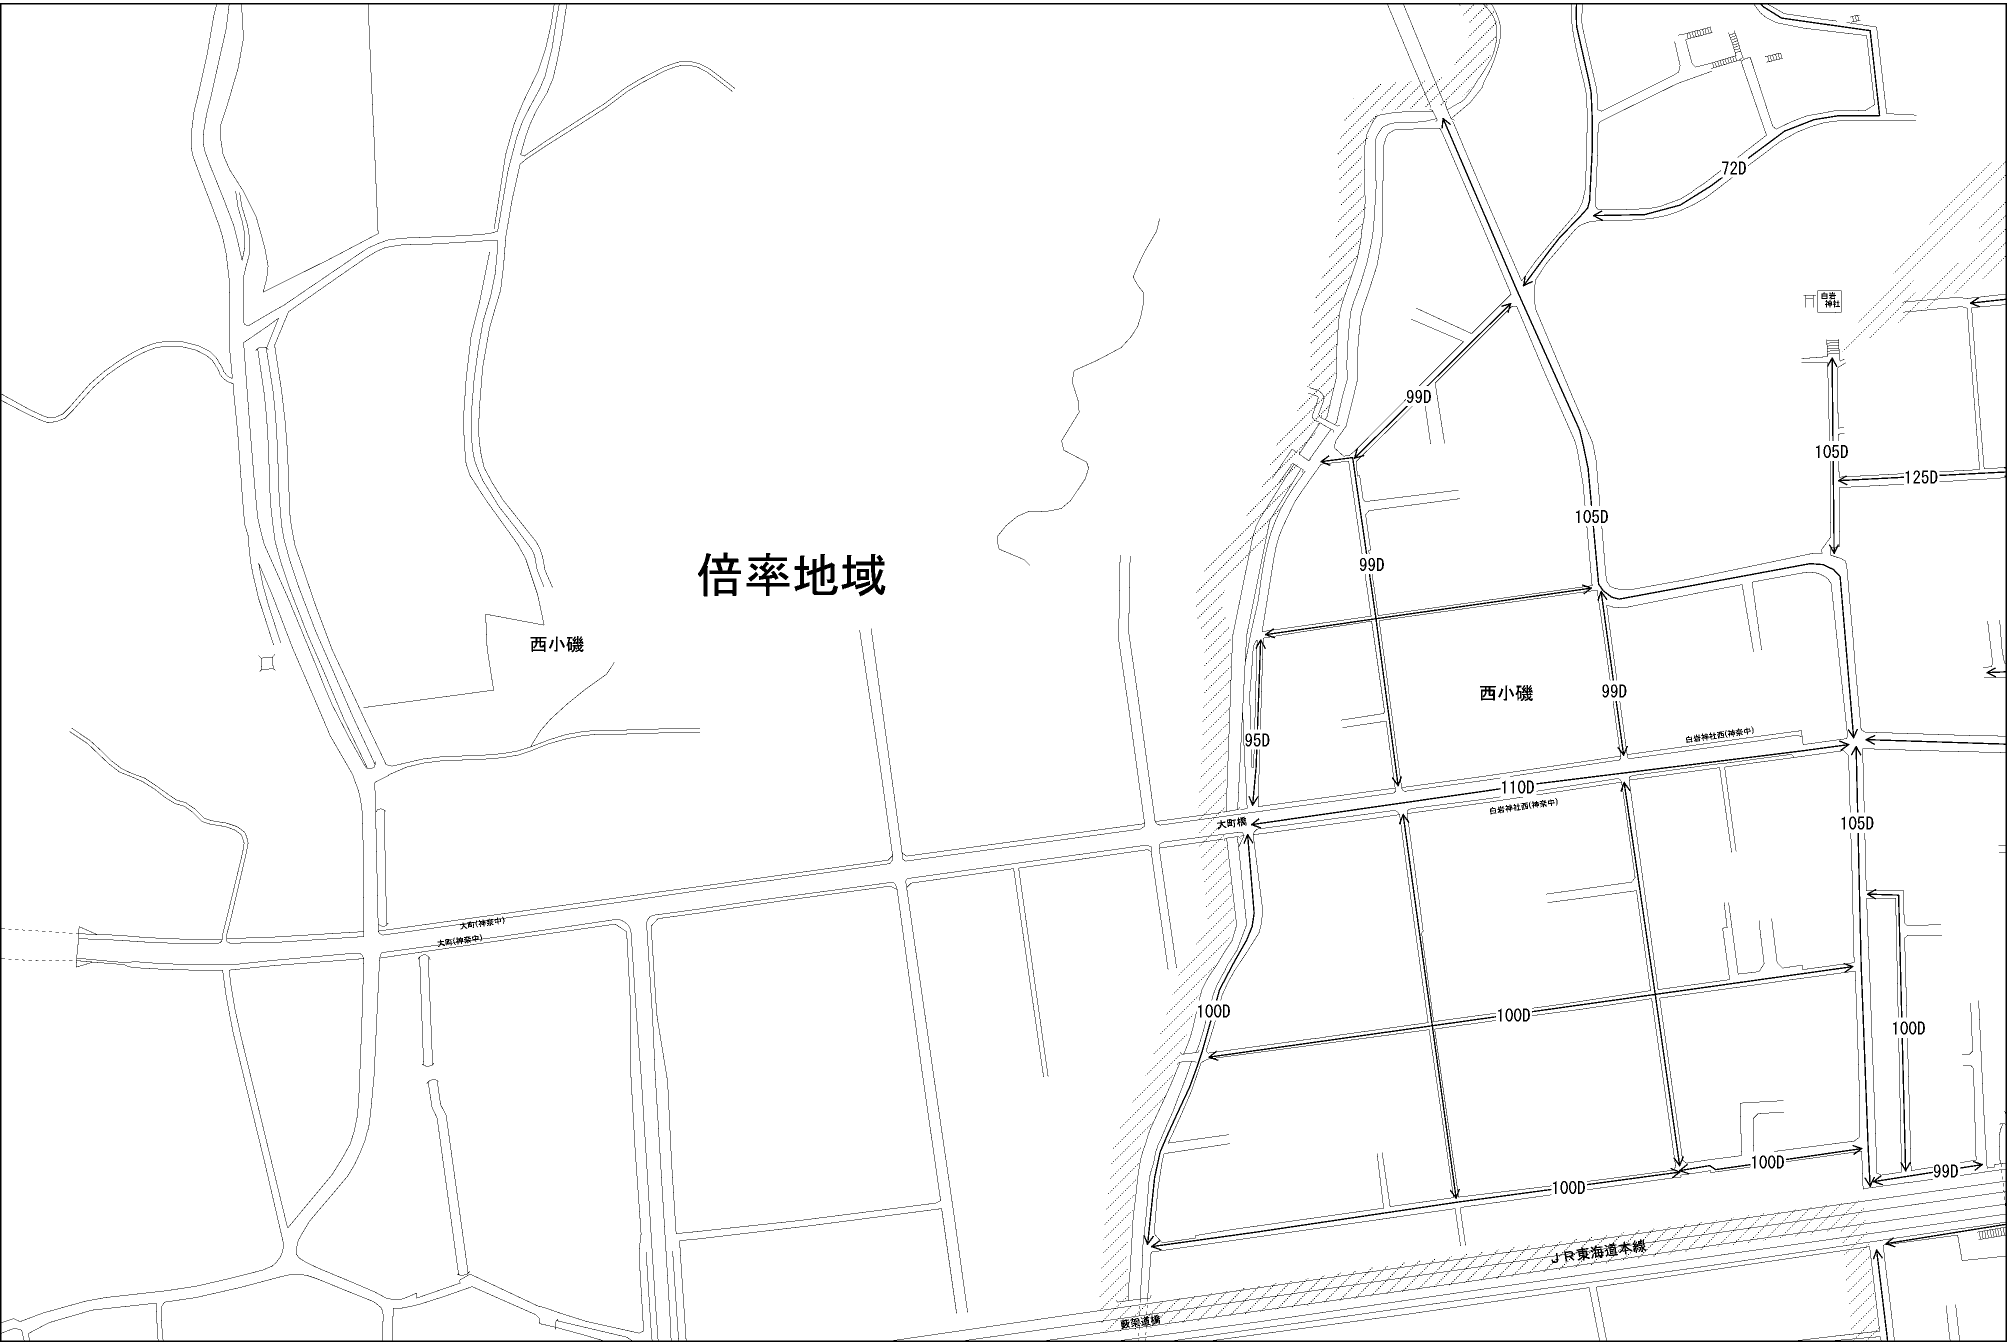 72D
白岩
神社
99D
105D
125D
105D
99D
倍率地域
西小磯
西小磯
99D
95D
白岩神社西(神奈中)
110D
白岩神社西(神奈中)
大町橋
105D
大町(神奈中)
大町(神奈中)
100D
100D
100D
100D
100D
99D
JR東海道本線
藪架道橋